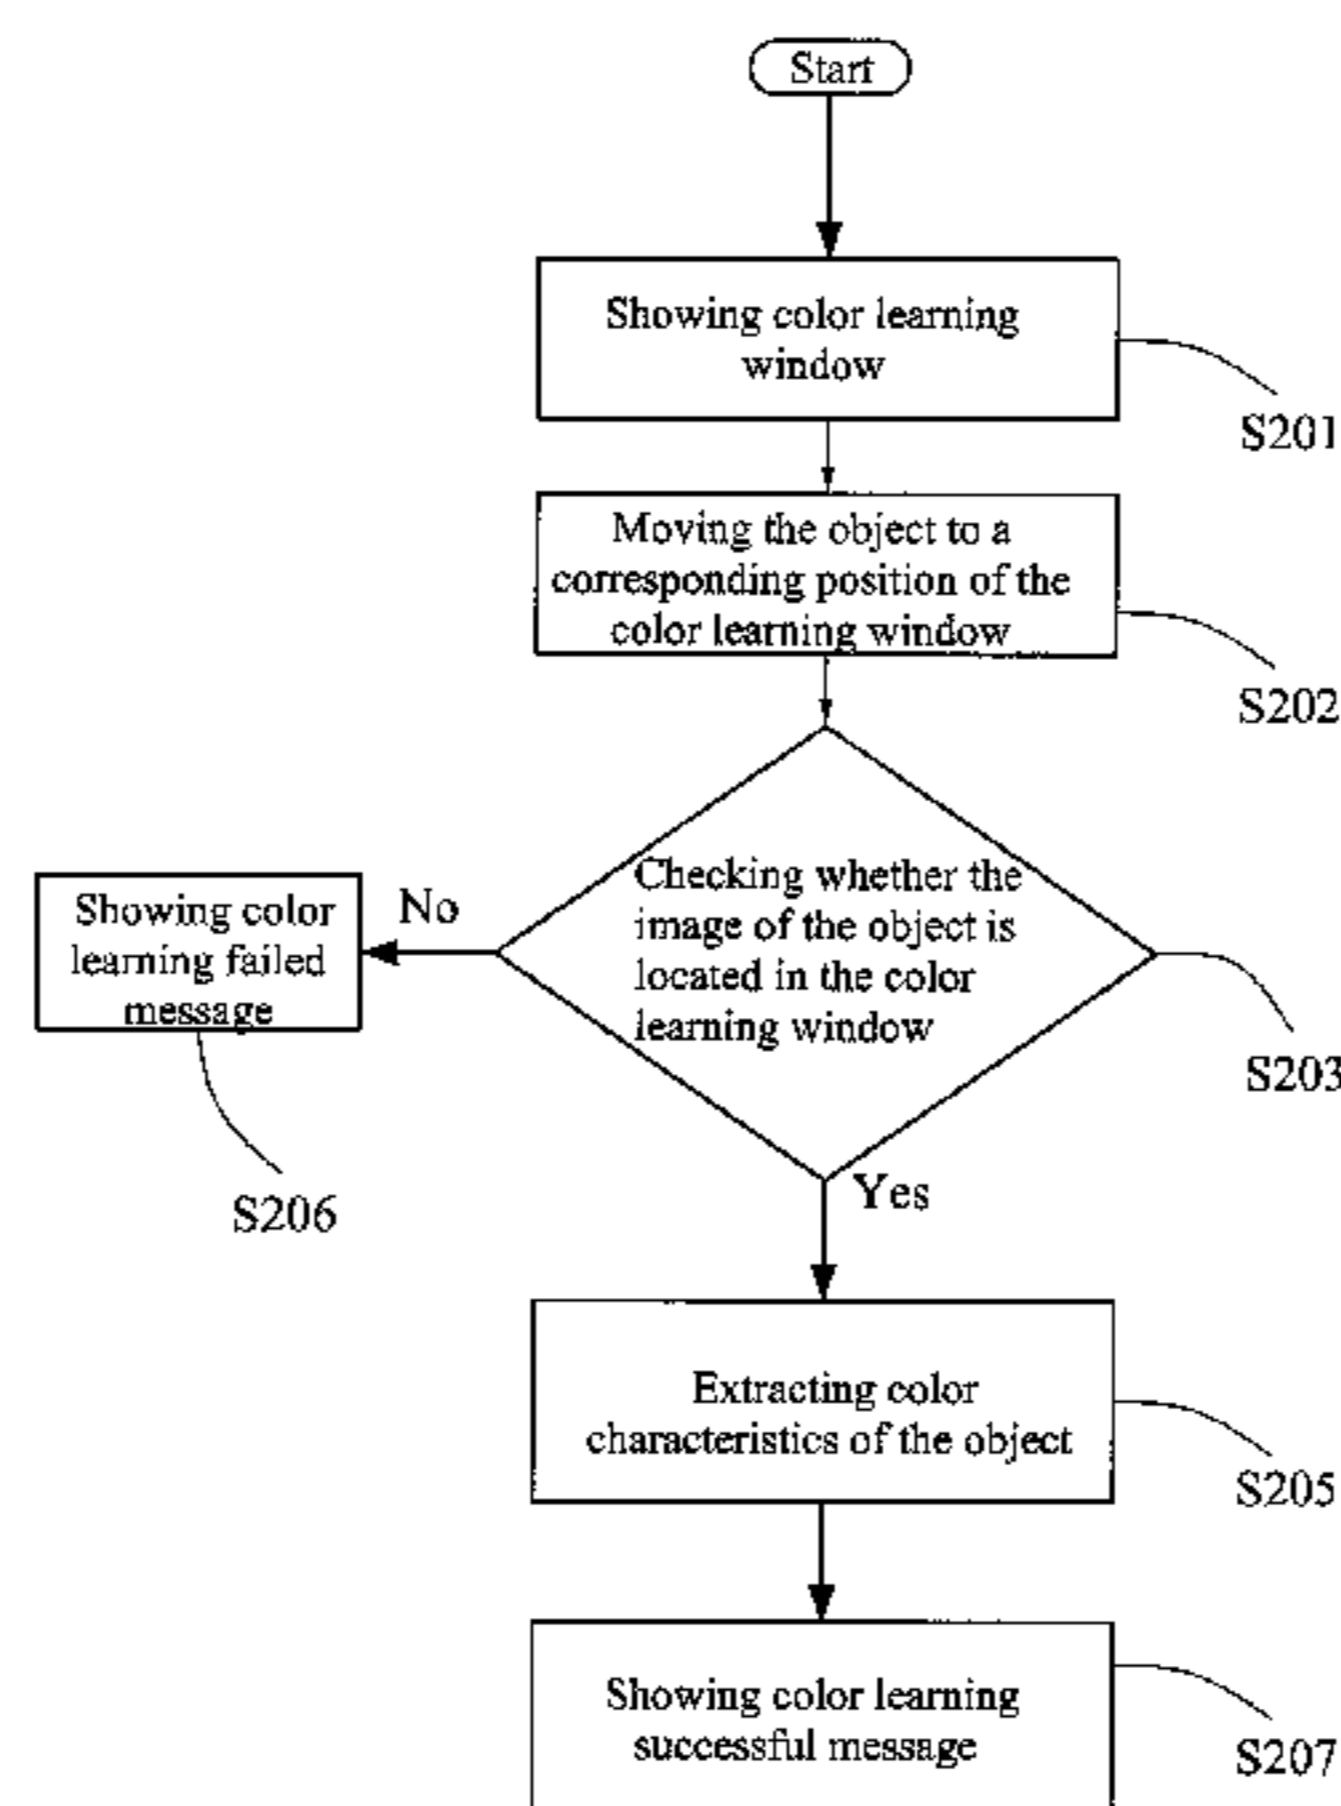 Start
Showing color learning
window
S201
Moving the object to a
corresponding position of the
color learning window
S202
Checking whether the
image of the object is
located in the color
learning window
S203
No
Showing color
learning failed
message
S206
Yes
Extracting color
characteristics of the object
S205
Showing color learning
successful message
S207